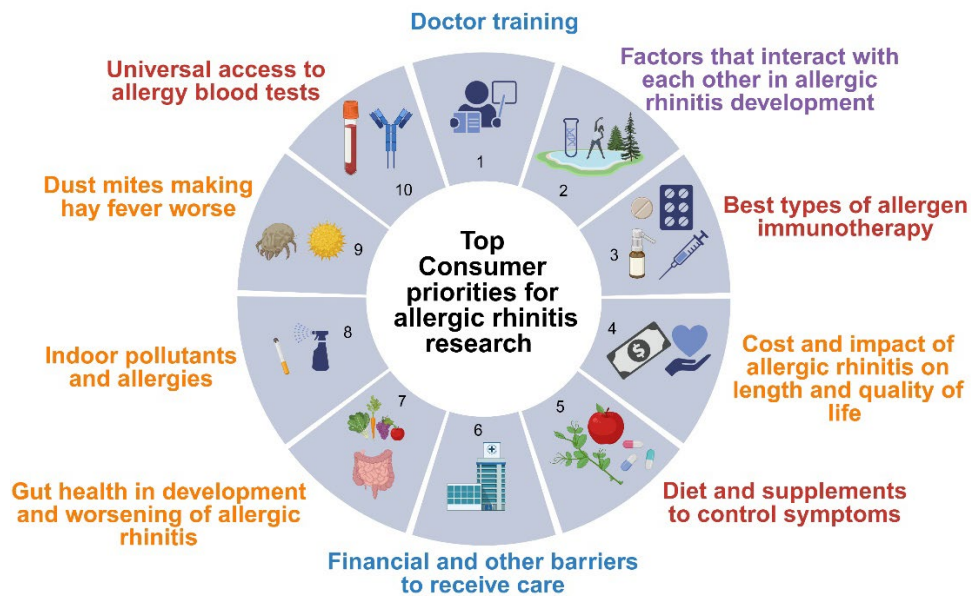 Doctor training
Factors that interact with
each other in allergic
rhinitis development
Universal access to
allergy blood tests
1
2
10
Dust mites making
hay fever worse
9
Best types of allergen
immunotherapy
3
Top
Consumer
priorities for
allergic rhinitis
research
Indoor pollutants
and allergies
8
4
$
Cost and impact of
allergic rhinitis on
length and quality of
life
7
5
6
Gut health in development
and worsening of allergic
rhinitis
Diet and supplements
to control symptoms
Financial and other barriers
to receive care